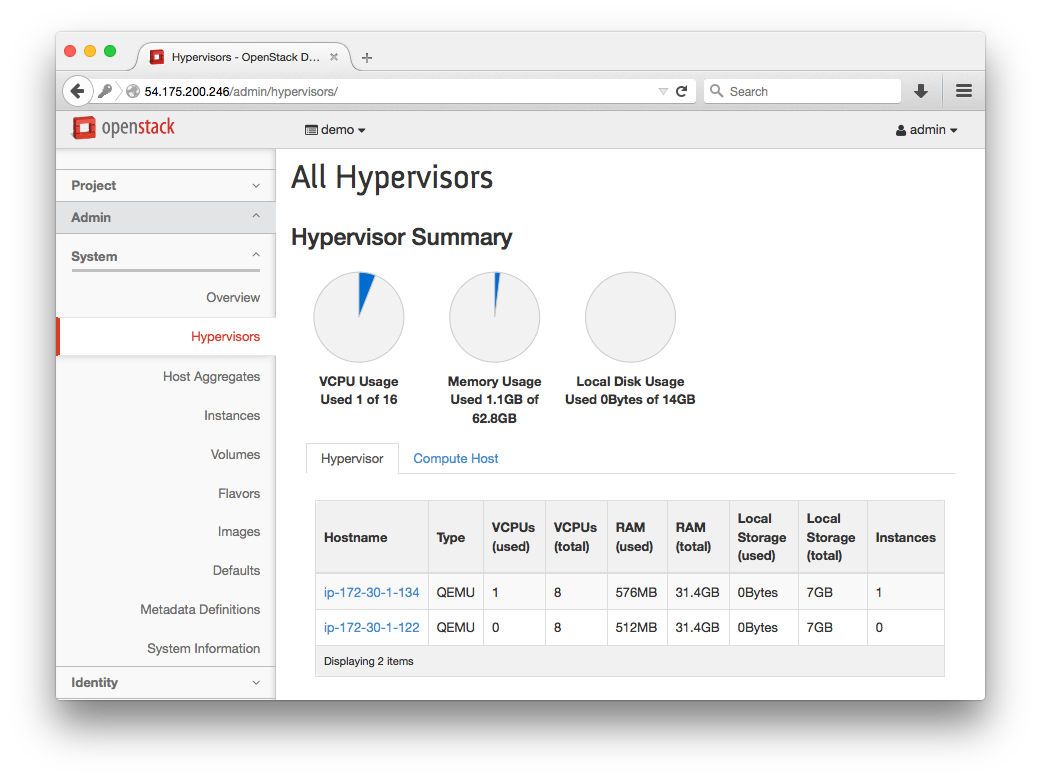 Hypervisors - OpenStack D...
54.175.200.246/admin/hypervisors/
Search
openstack
demo
admin
Project
Admin
System
Overview
Hypervisors
Host Aggregates
Instances
Volumes
Flavors
Images
Defaults
Metadata Definitions
System Information
Identity
All Hypervisors
Hypervisor Summary
VCPU Usage
Used 1 of 16
Memory Usage
Used 1.1GB of
62.8GB
Local Disk Usage
Used 0Bytes of 14GB
Hypervisor Compute Host
Hostname Type VCPUs (used) VCPUs (total) RAM (used) RAM (total) Local Storage (used) Local Storage (total) Instances
ip-172-30-1-134 QEMU 1 8 576MB 31.4GB 0Bytes 7GB 1
ip-172-30-1-122 QEMU 0 8 512MB 31.4GB 0Bytes 7GB 0
Displaying 2 items